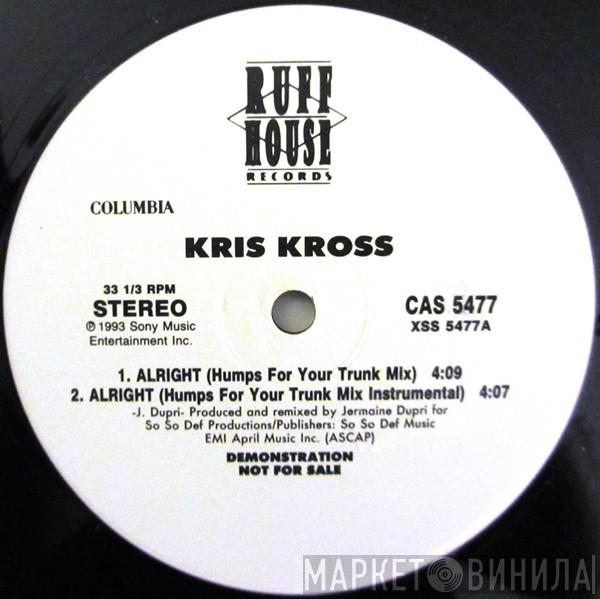 RUFF
HOUSE
RECORDS
COLUMBIA
KRIS KROSS
33 1/3 RPM
STEREO
℗ 1993 Sony Music
Entertainment Inc.
CAS 5477
XSS 5477A
1. ALRIGHT (Humps For Your Trunk Mix) 4:09
2. ALRIGHT (Humps For Your Trunk Mix Instrumental) 4:07
-J. Dupri- Produced and remixed by Jermaine Dupri for
So So Def Productions/Publishers: So So Def Music
EMI April Music Inc. (ASCAP)
DEMONSTRATION
NOT FOR SALE
МАРКЕТ ВИНИЛА